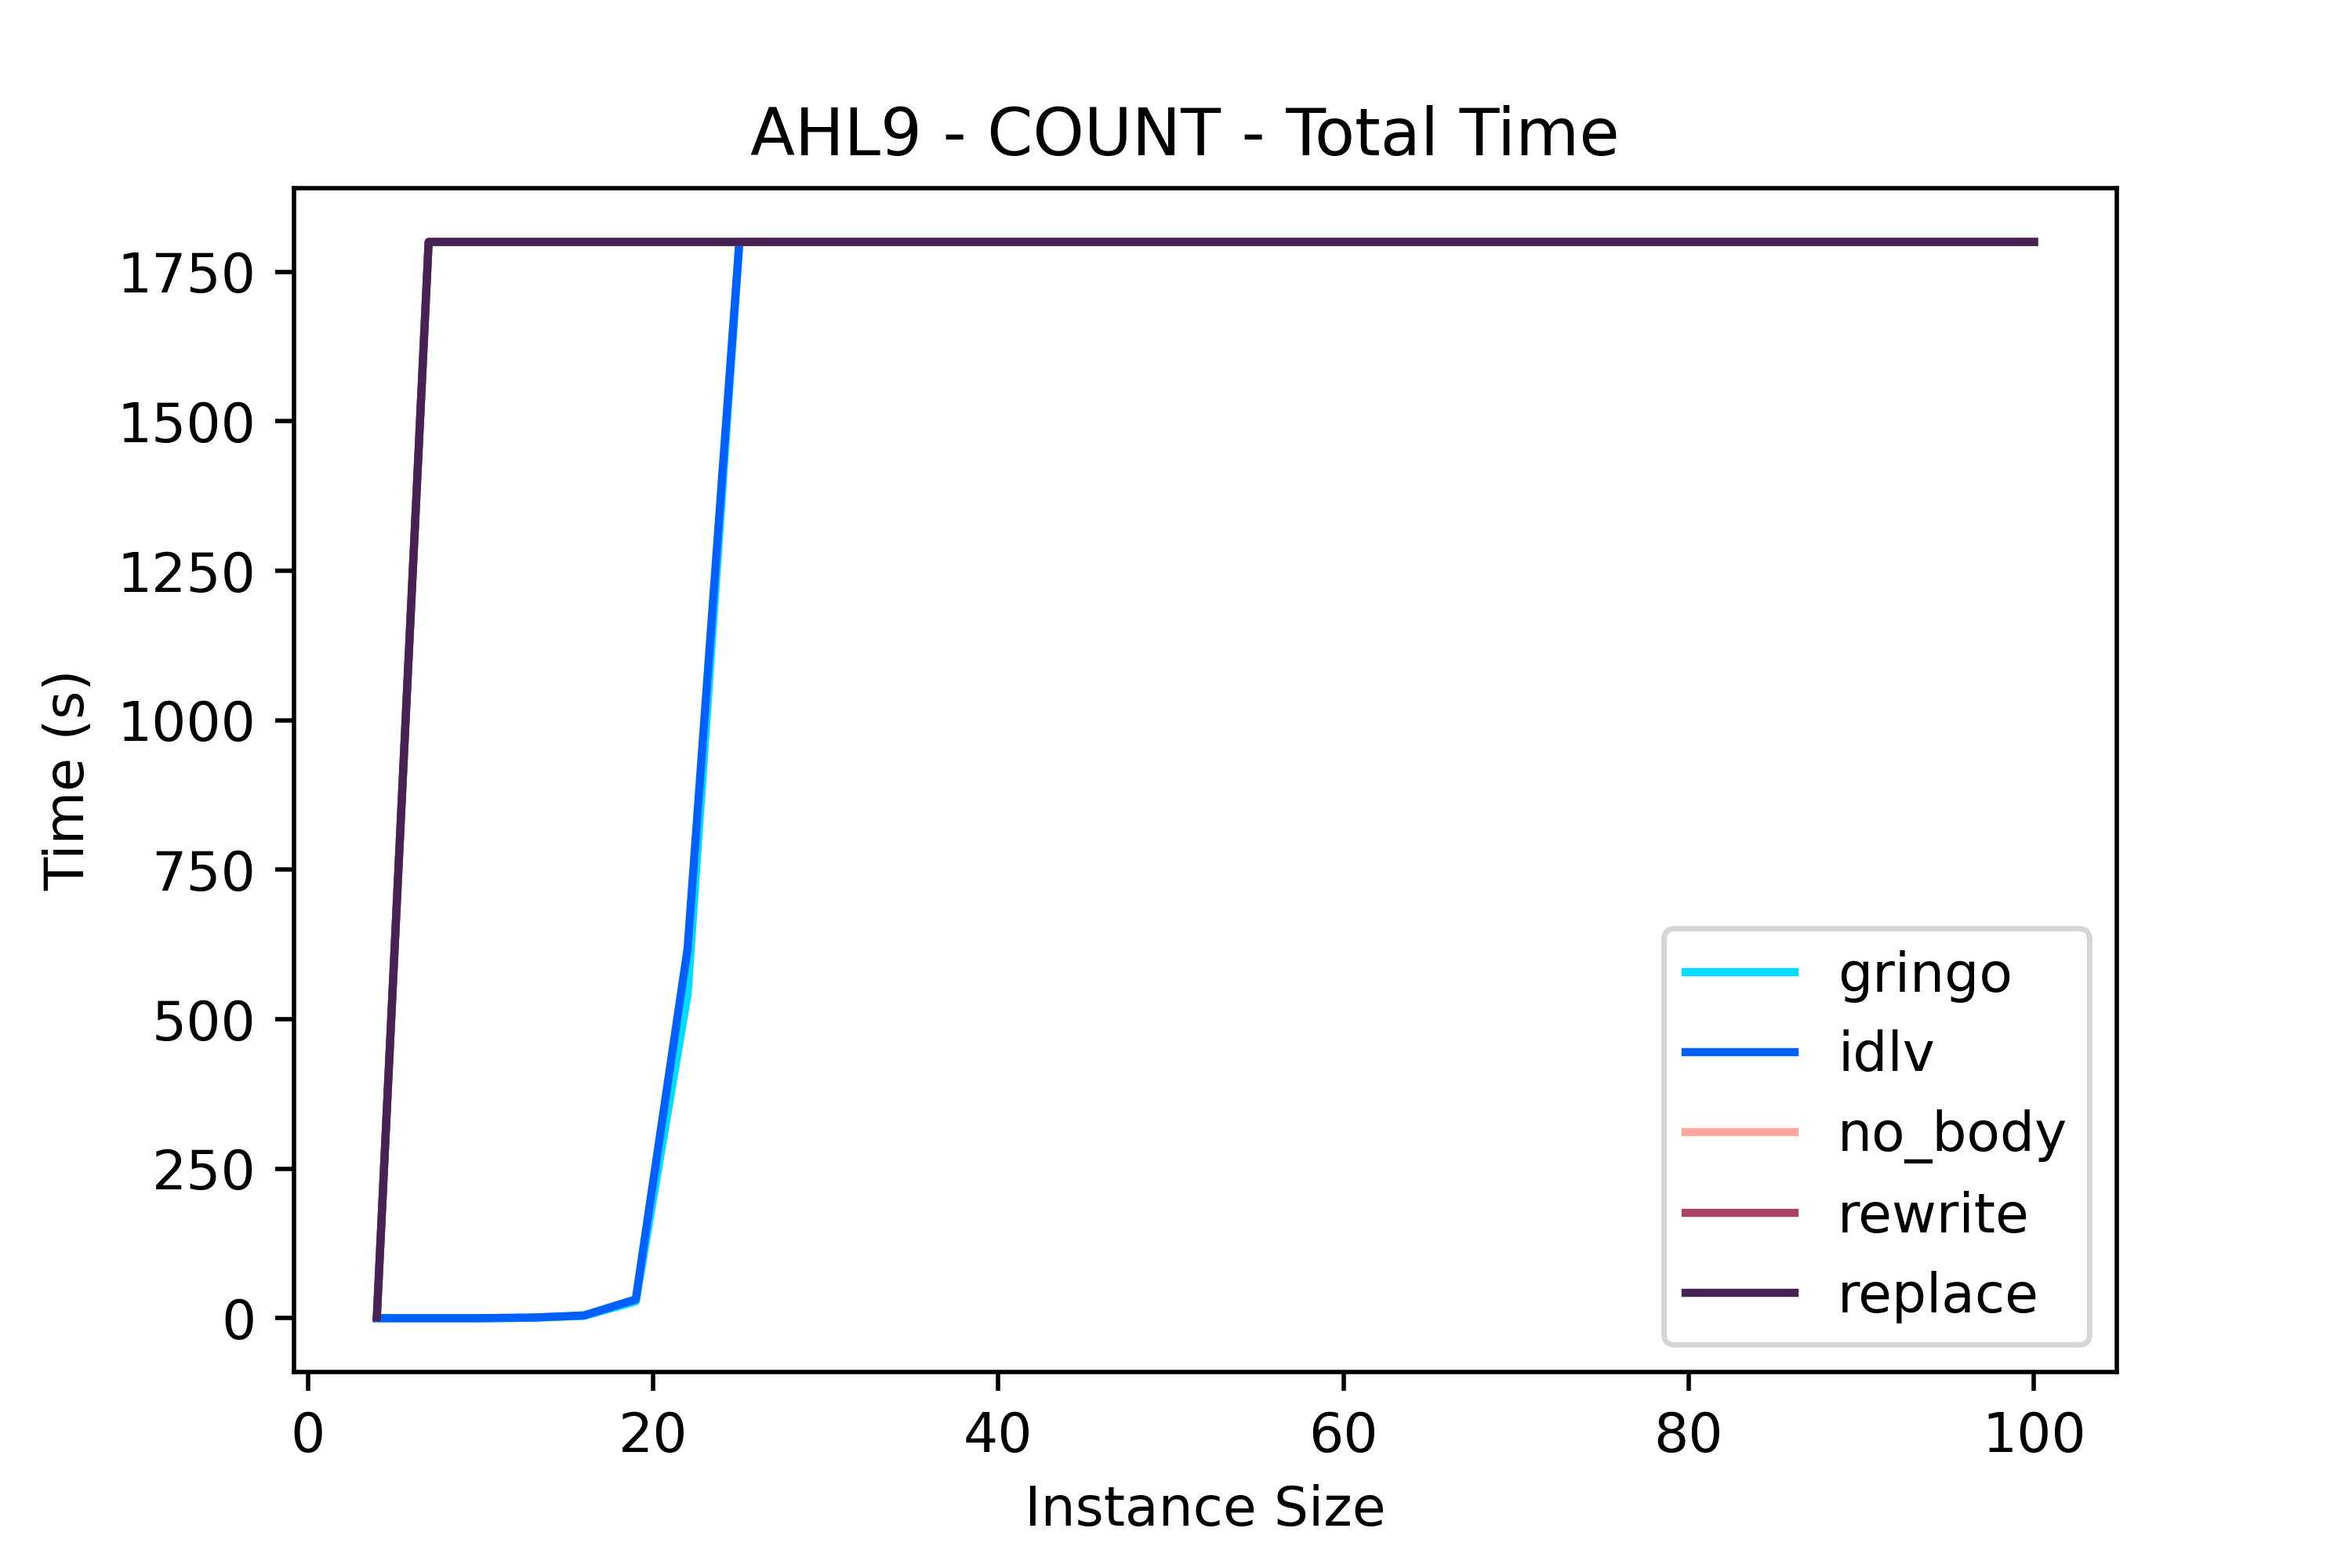 AHL9 - COUNT - Total Time
Time (s)
1750
1500
1250
1000
750
500
250
0
0 20 40 60 80 100
Instance Size
gringo
idlv
no_body
rewrite
replace